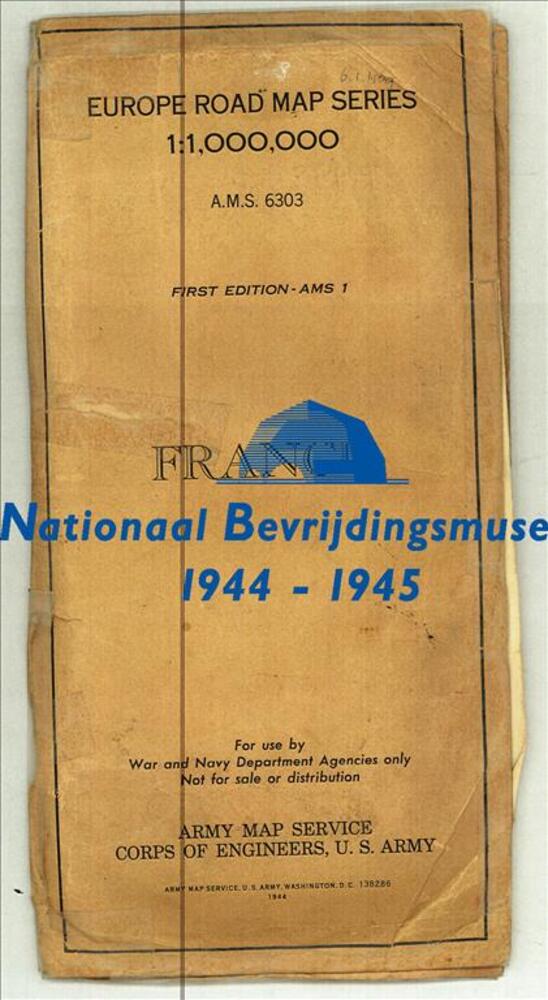 EUROPE ROAD MAP SERIES
1:1,000,000
A.M.S. 6303
FIRST EDITION - AMS 1
FRANC
Nationaal Bevrijdingsmuse
1944 - 1945
For use by
War and Navy Department Agencies only
Not for sale or distribution
ARMY MAP SERVICE
CORPS OF ENGINEERS, U. S. ARMY
ARMY MAP SERVICE, U. S. ARMY, WASHINGTON, D. C. 138286
1944